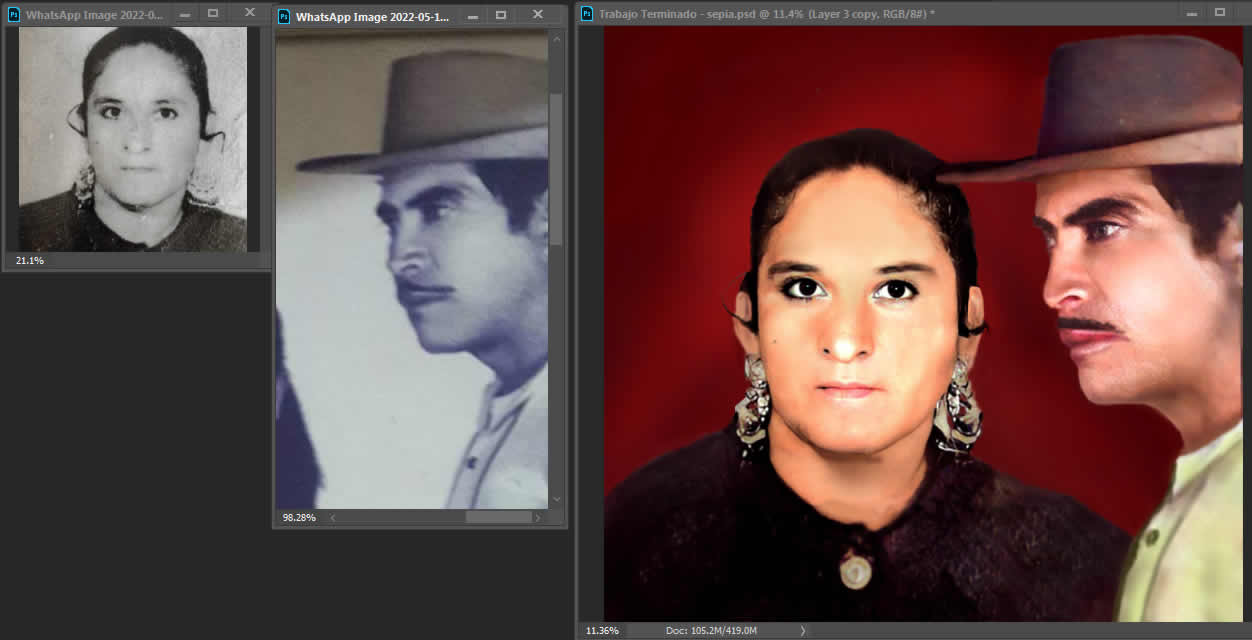 Ps WhatsApp Image 2022-0...
21.1%
Ps WhatsApp Image 2022-05-1...
98.28%
Ps Trabajo Terminado - sepia.psd @ 11.4% (Layer 3 copy, RGB/8#) *
11.36%
Doc: 105.2M/419.0M